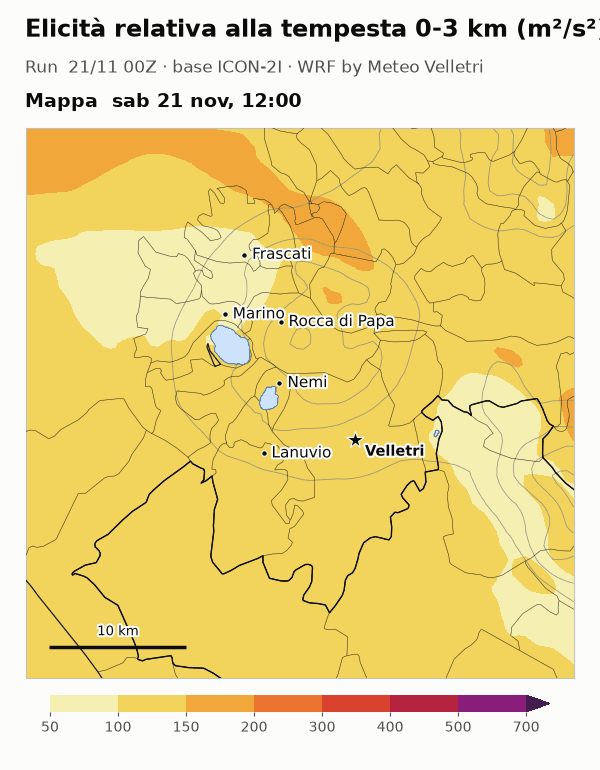 Elicità relativa alla tempesta 0-3 km (m²/s²)
Run 21/11 00Z · base ICON-2I · WRF by Meteo Velletri
Mappa sab 21 nov, 12:00
Frascati
Marino
Rocca di Papa
Nemi
Velletri
Lanuvio
10 km
50 100 150 200 300 400 500 700